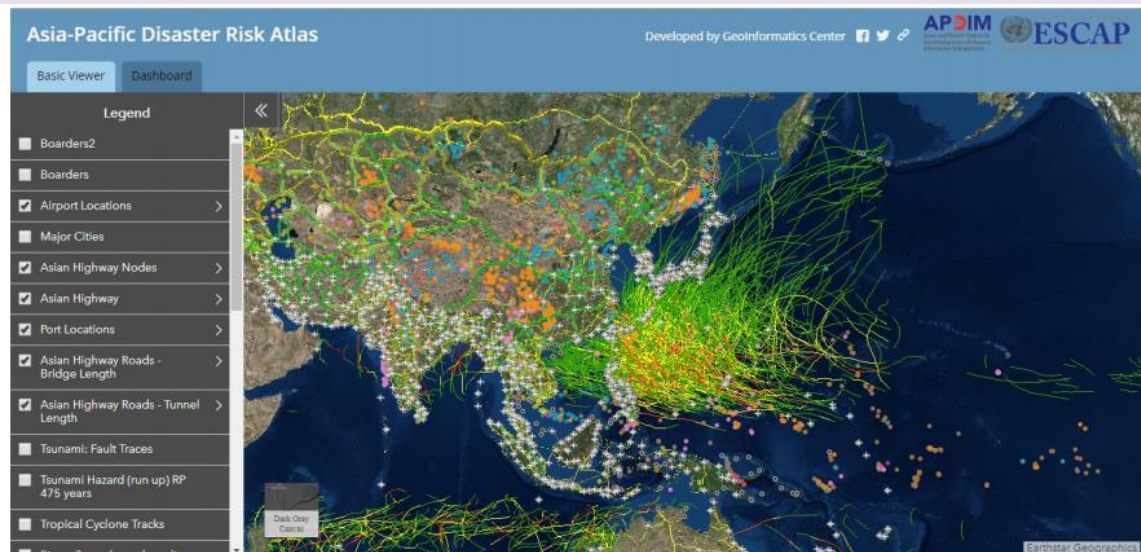 Asia-Pacific Disaster Risk Atlas
Developed by GeoInformatics Center
APDIM
ESCAP
Basic Viewer
Dashboard
Legend
Boarders2
Boarders
Airport Locations
Major Cities
Asian Highway Nodes
Asian Highway
Port Locations
Asian Highway Roads -
Bridge Length
Asian Highway Roads - Tunnel
Length
Tsunami: Fault Traces
Tsunami Hazard (run up) RP
475 years
Tropical Cyclone Tracks
Dark Gray
Canvas
Earthstar Geographics